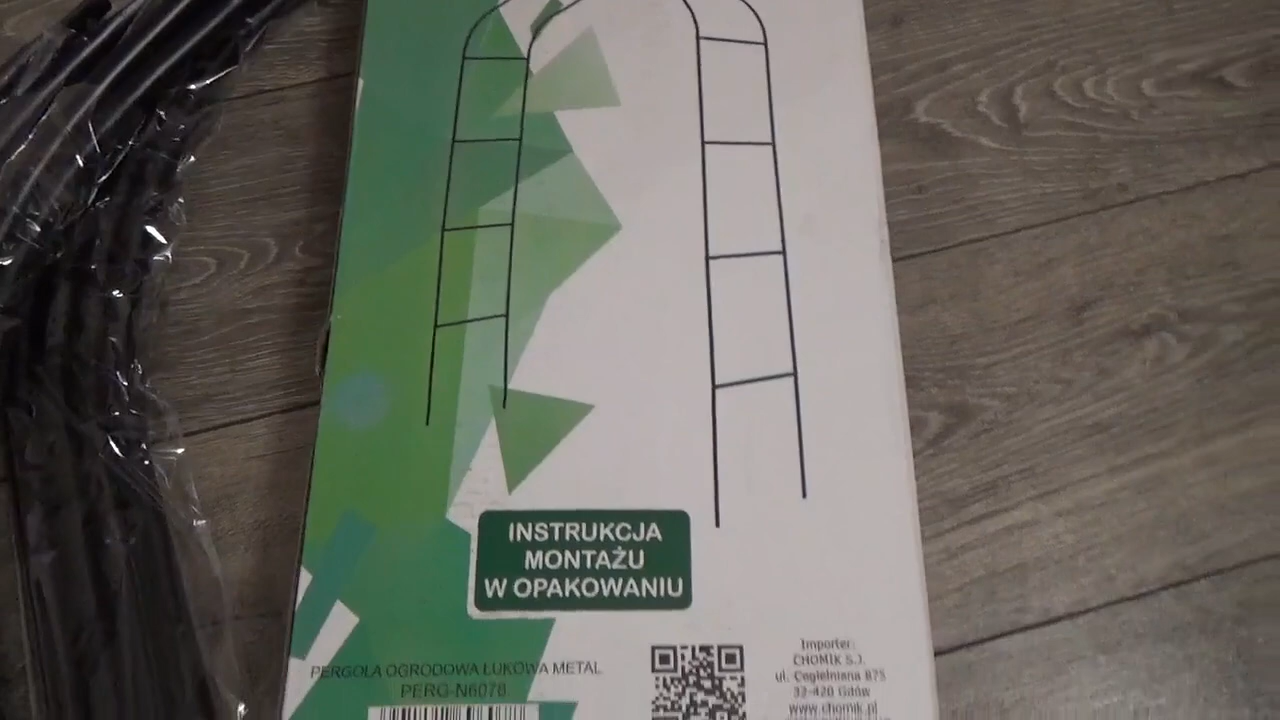 INSTRUKCJA
MONTAŻU
W OPAKOWANIU
PERGOLA OGRODOWA ŁUKOWA METAL
PERG-N6078
Importer:
CHOMIK S.J.
ul. Cegielniana 875
32-420 Gdów
www.chomik.pl